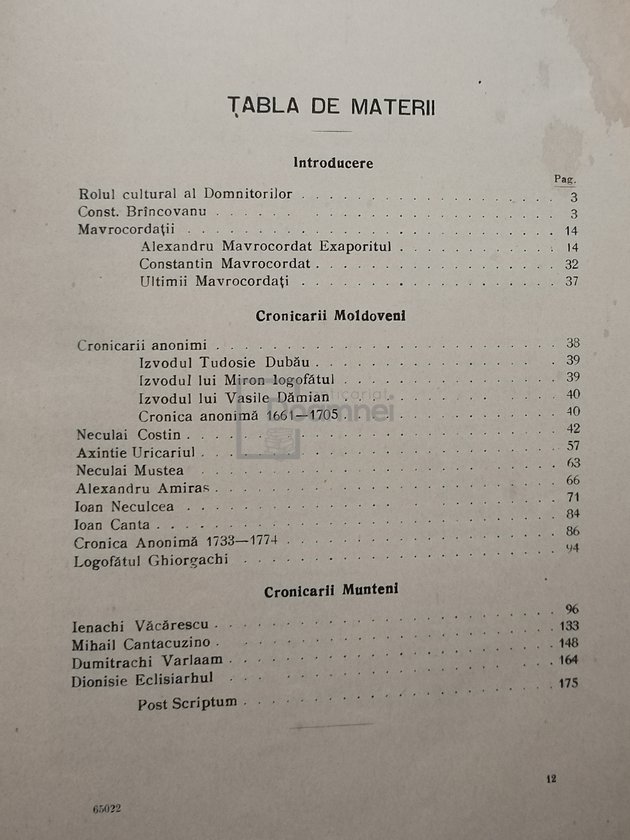 ȚABLA DE MATERII
Introducere
Pag.
Rolul cultural al Domnitorilor . . . . . . . . . . . . 3
Const. Brîncovanu . . . . . . . . . . . . 3
Mavrocordații . . . . . . . . . . . . 14
Alexandru Mavrocordat Exaporitul . . . . . . . . 14
Constantin Mavrocordat . . . . . . . . . . . . 32
Ultimii Mavrocordați . . . . . . . . . . . . 37
Cronicarii Moldoveni
Cronicarii anonimi . . . . . . . . . . . . 38
Izvodul Tudosie Dubău . . . . . . . . . . . . 39
Izvodul lui Miron logofătul . . . . . . . . . . . . 39
Izvodul lui Vasile Dămian . . . . . . . . . . . . 40
Cronica anonimă 1661—1705 . . . . . . . . . . . . 40
Neculai Costin . . . . . . . . . . . . 42
Axintie Uricariul . . . . . . . . . . . . 57
Neculai Mustea . . . . . . . . . . . . 63
Alexandru Amiras . . . . . . . . . . . . 66
Ioan Neculcea . . . . . . . . . . . . 71
Ioan Canta . . . . . . . . . . . . 84
Cronica Anonimă 1733—1774 . . . . . . . . . . . . 86
Logofătul Ghiorgachi . . . . . . . . . . . . 94
Cronicarii Munteni
Ienachi Văcărescu . . . . . . . . . . . . 96
Mihail Cantacuzino . . . . . . . . . . . . 133
Dumitrachi Varlaam . . . . . . . . . . . . 148
Dionisie Eclisiarhul . . . . . . . . . . . . 164
Post Scriptum . . . . . . . . . . . . 175
12
65022
Doamnei